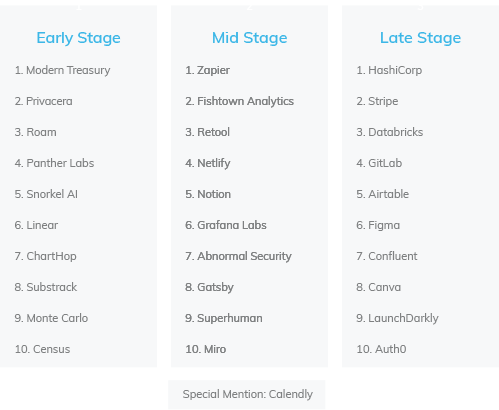 Early Stage
1. Modern Treasury
2. Privacera
3. Roam
4. Panther Labs
5. Snorkel AI
6. Linear
7. ChartHop
8. Substrack
9. Monte Carlo
10. Census
Mid Stage
1. Zapier
2. Fishtown Analytics
3. Retool
4. Netlify
5. Notion
6. Grafana Labs
7. Abnormal Security
8. Gatsby
9. Superhuman
10. Miro
Late Stage
1. HashiCorp
2. Stripe
3. Databricks
4. GitLab
5. Airtable
6. Figma
7. Confluent
8. Canva
9. LaunchDarkly
10. Auth0
Special Mention: Calendly